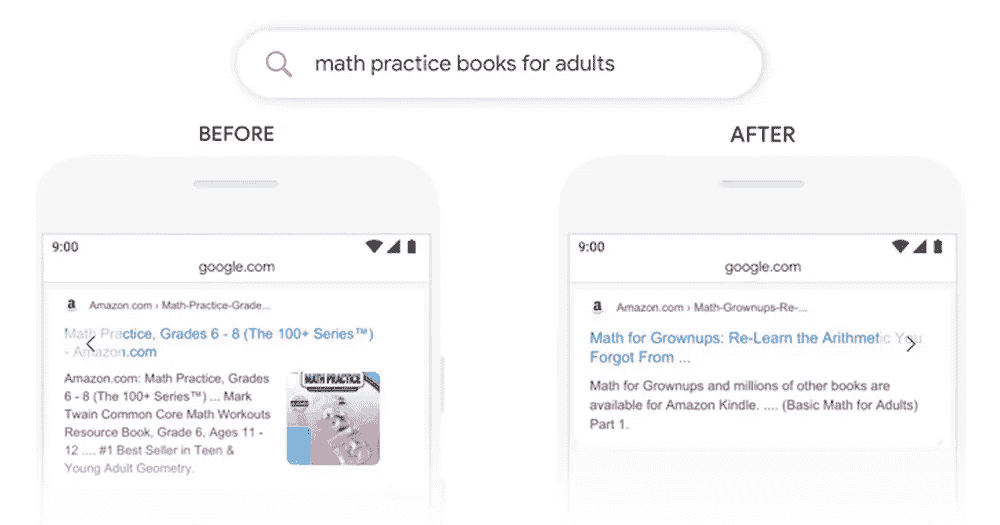 math practice books for adults
BEFORE
AFTER
9:00
google.com
a Amazon.com › Math-Practice-Grade...
Math Practice, Grades 6 - 8 (The 100+ Series™)
- Amazon.com
Amazon.com: Math Practice, Grades
6 - 8 (The 100+ Series™) ... Mark
Twain Common Core Math Workouts
Resource Book, Grade 6, Ages 11 -
12 .... #1 Best Seller in Teen &
Young Adult Geometry.
MATH PRACTICE
9:00
google.com
a Amazon.com › Math-Grownups-Re-...
Math for Grownups: Re-Learn the Arithmetic You
Forgot From ...
Math for Grownups and millions of other books are
available for Amazon Kindle. .... (Basic Math for Adults)
Part 1.